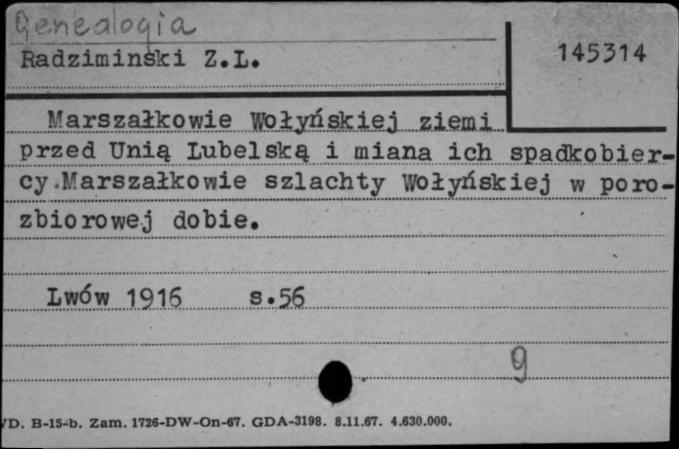 Genealogia
Radziminski Z.L.
145314
Marszałkowie Wołyńskiej ziemi
przed Unią Lubelską i miana ich spadkobier-
cy.Marszałkowie szlachty Wołyńskiej w poro-
zbiorowej dobie.
Lwów 1916 s.56
9
VD. B-15-b. Zam. 1726-DW-On-67. GDA-3198. 8.11.67. 4.630.000.